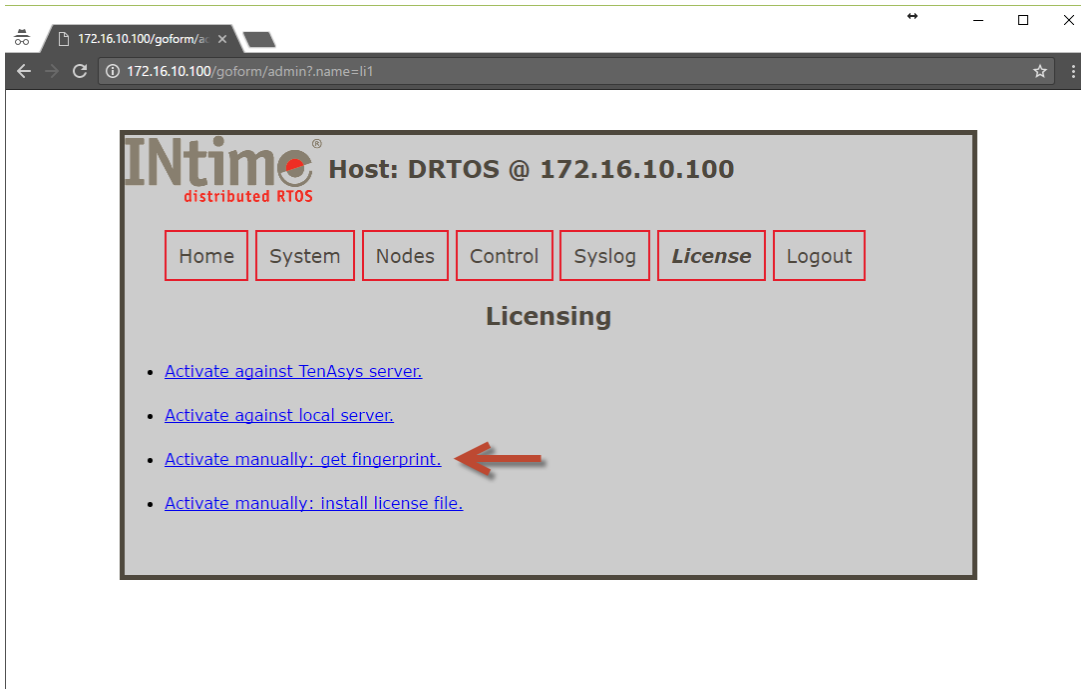 172.16.10.100/goform/ac
172.16.10.100/goform/admin?.name=li1
INtime® Host: DRTOS @ 172.16.10.100
distributed RTOS
Home System Nodes Control Syslog License Logout
Licensing
Activate against TenAsys server.
Activate against local server.
Activate manually: get fingerprint.
Activate manually: install license file.